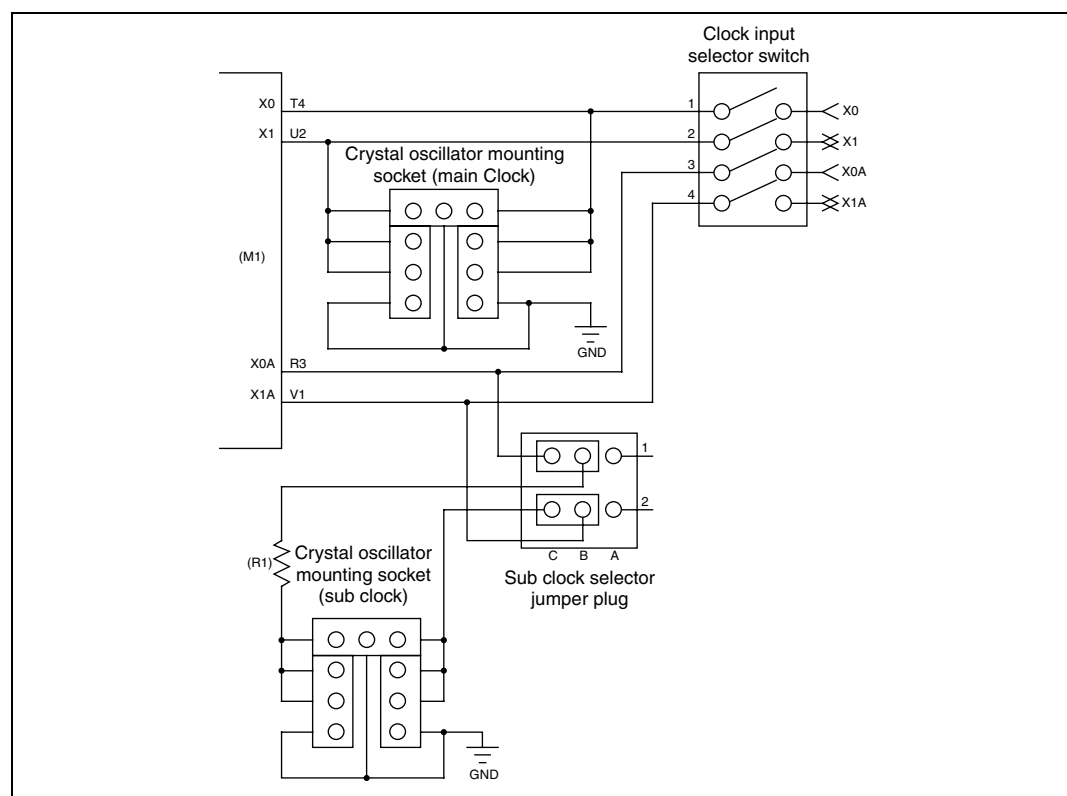 Clock input
selector switch
X0 T4
1
X0
X1 U2
2
X1
Crystal oscillator mounting
socket (main Clock)
3
X0A
4
X1A
(M1)
GND
X0A R3
X1A V1
1
2
C B A
(R1)
Crystal oscillator
mounting socket
(sub clock)
Sub clock selector
jumper plug
GND